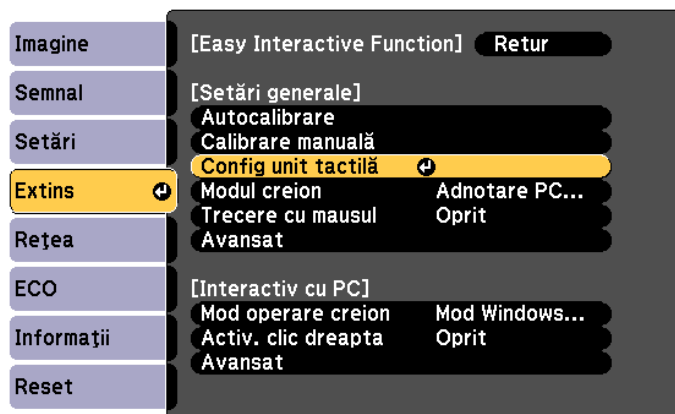 Imagine
Semnal
Setări
Extins
Reţea
ECO
Informaţii
Reset
[Easy Interactive Function] Retur
[Setări generale]
Autocalibrare
Calibrare manuală
Config unit tactilă
Modul creion Adnotare PC...
Trecere cu mausul Oprit
Avansat
[Interactiv cu PC]
Mod operare creion Mod Windows...
Activ. clic dreapta Oprit
Avansat